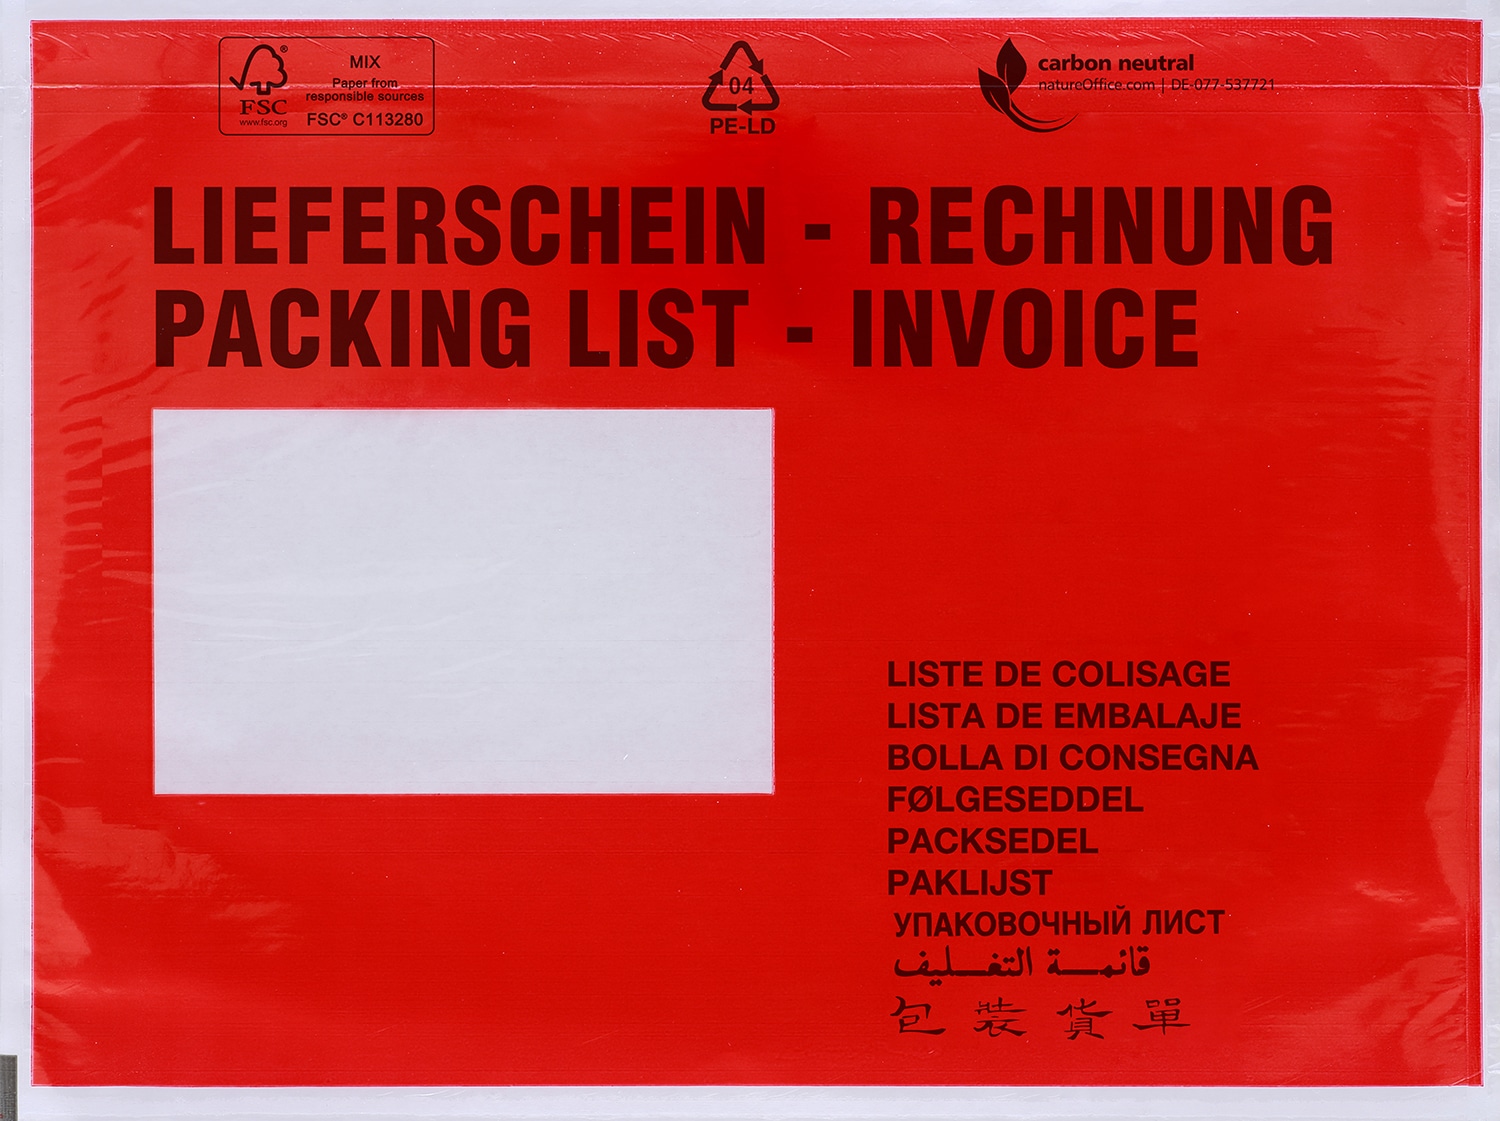 MIX
Paper from
responsible sources
FSC® C113280
FSC
www.fsc.org
04
PE-LD
carbon neutral
natureOffice.com | DE-077-537721
LIEFERSCHEIN - RECHNUNG
PACKING LIST - INVOICE
LISTE DE COLISAGE
LISTA DE EMBALAJE
BOLLA DI CONSEGNA
FØLGESEDDEL
PACKSEDEL
PAKLIJST
УПАКОВОЧНЫЙ ЛИСТ
قائمـــة التغـــليف
包裝貨單